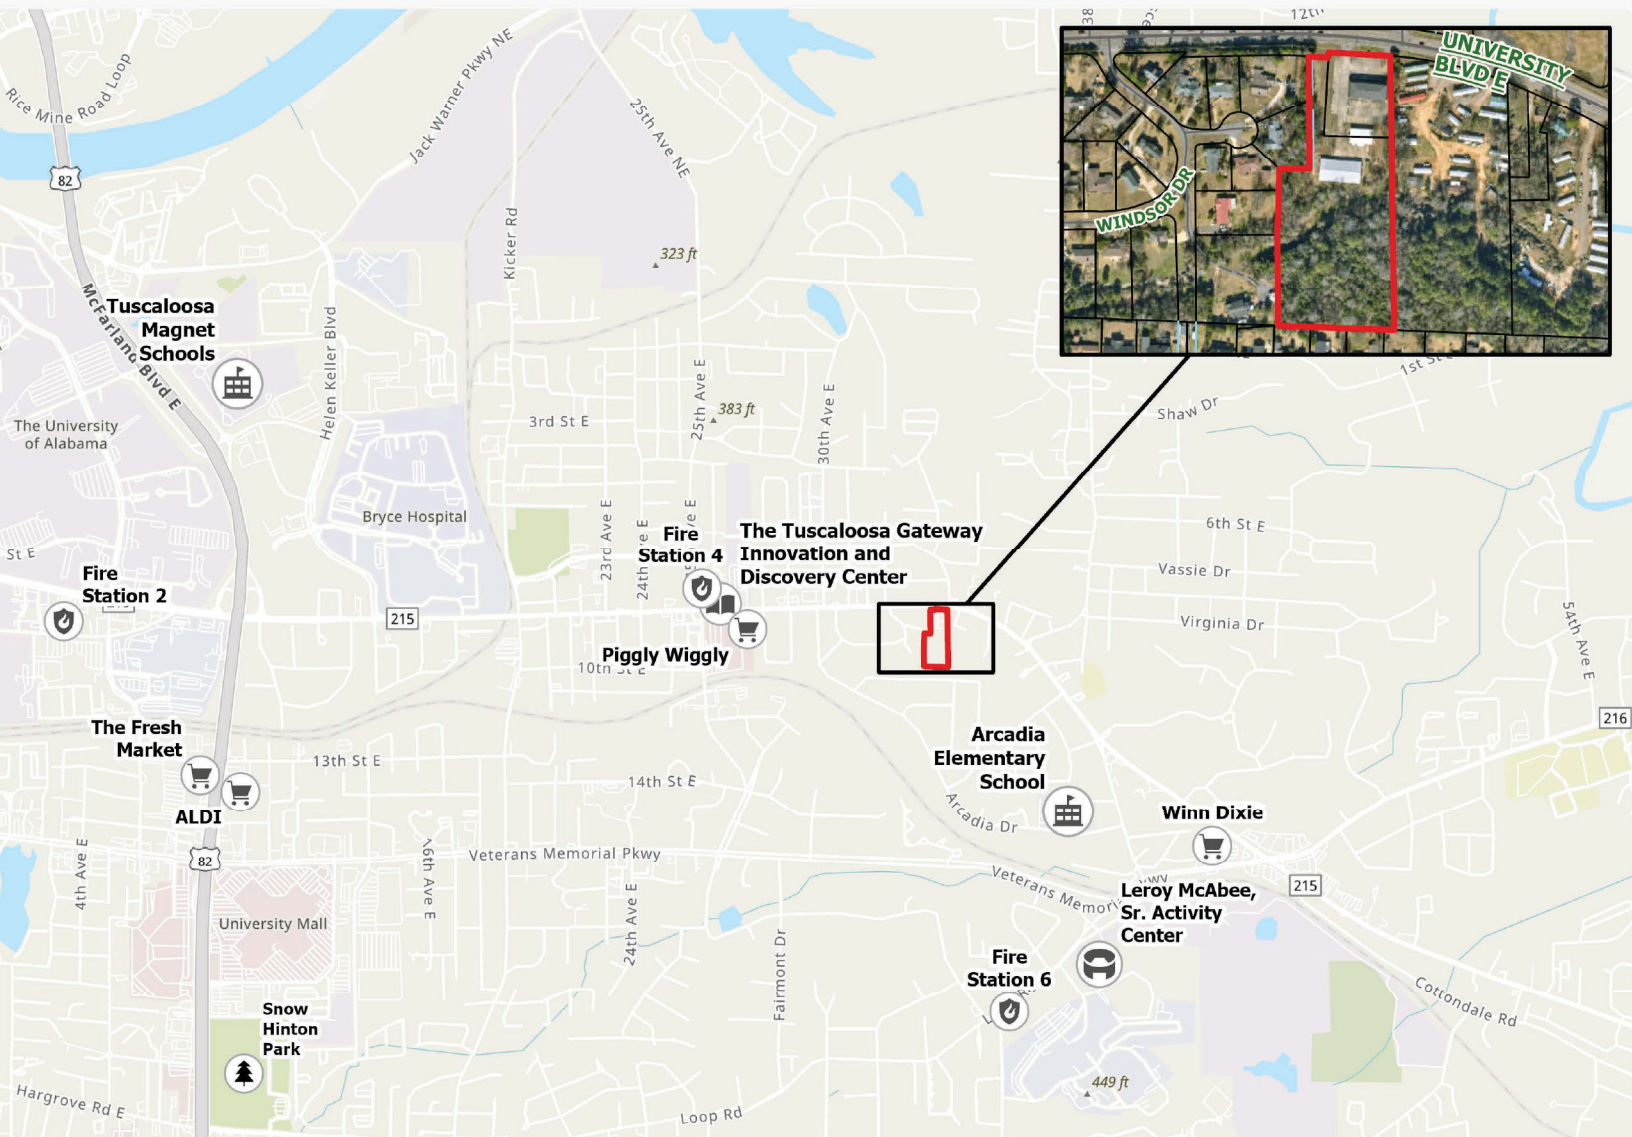 12th
38
Rice Mine Road Loop
Jack Warner Pkwy NE
25th Ave NE
UNIVERSITY
BLVD E
WINDSOR DR
82
Kicker Rd
323 ft
Tuscaloosa
Magnet
Schools
McFarland Blvd E
Helen Keller Blvd
The University
of Alabama
3rd St E
25th Ave E
383 ft
30th Ave E
1st St
Shaw Dr
Bryce Hospital
23rd Ave E
24th Ave E
ve E
6th St E
Fire
Station 4
The Tuscaloosa Gateway
Innovation and
Discovery Center
St E
Fire
Station 2
215
Vassie Dr
Virginia Dr
54th Ave E
Piggly Wiggly
10th St E
216
The Fresh
Market
13th St E
14th St E
Arcadia
Elementary
School
Arcadia Dr
ALDI
Winn Dixie
82
4th Ave E
16th Ave E
Veterans Memorial Pkwy
24th Ave E
Veterans Memorial Pkwy
215
Leroy McAbee,
Sr. Activity
Center
University Mall
Fairmont Dr
Fire
Station 6
Cottondale Rd
Snow
Hinton
Park
449 ft
Hargrove Rd E
Loop Rd